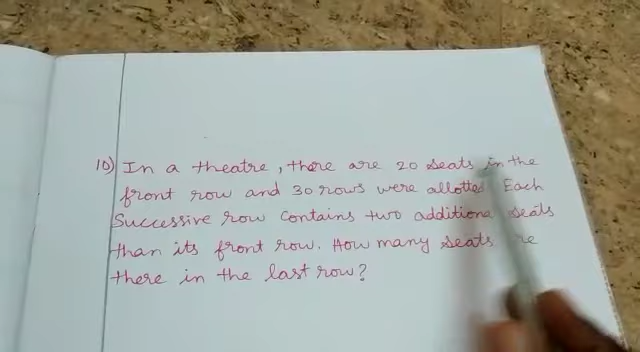 10) In a theatre, there are 20 seats in the
front row and 30 rows were allotted Each
Successive row contains two additional seats
than its front row. How many seats
there in the last row?